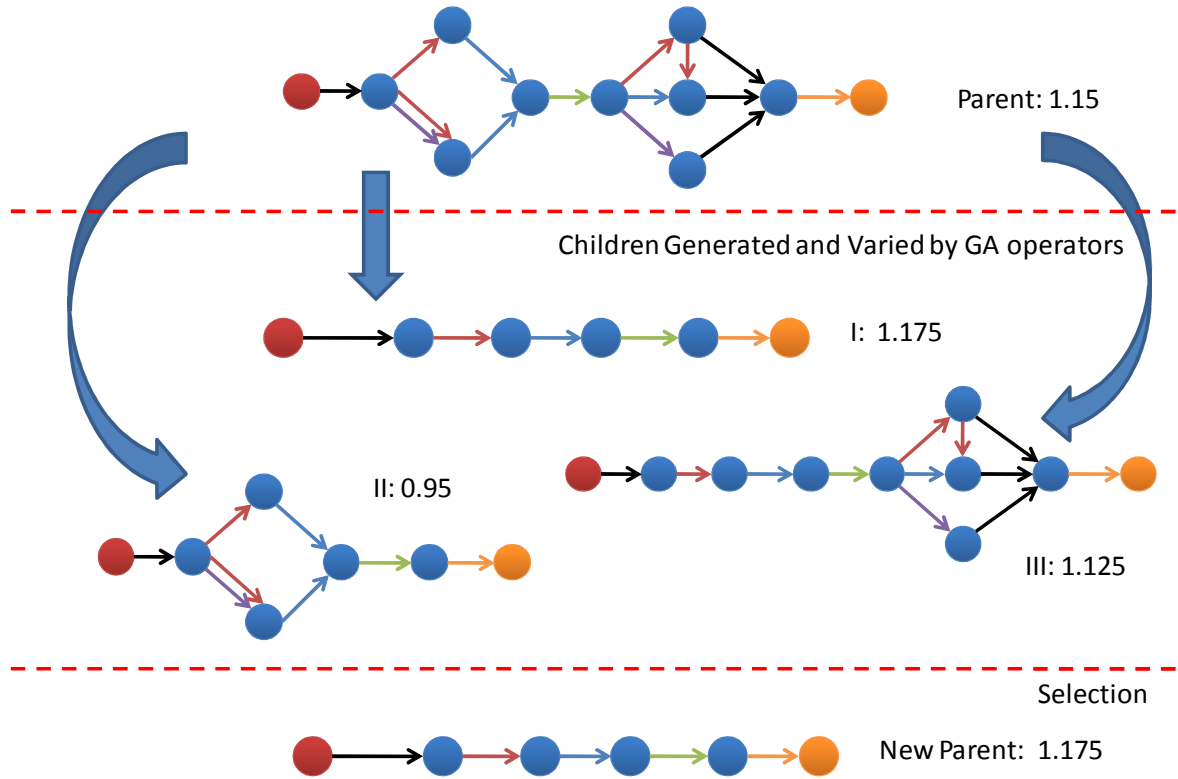 Parent: 1.15
Children Generated and Varied by GA operators
I: 1.175
II: 0.95
III: 1.125
Selection
New Parent: 1.175